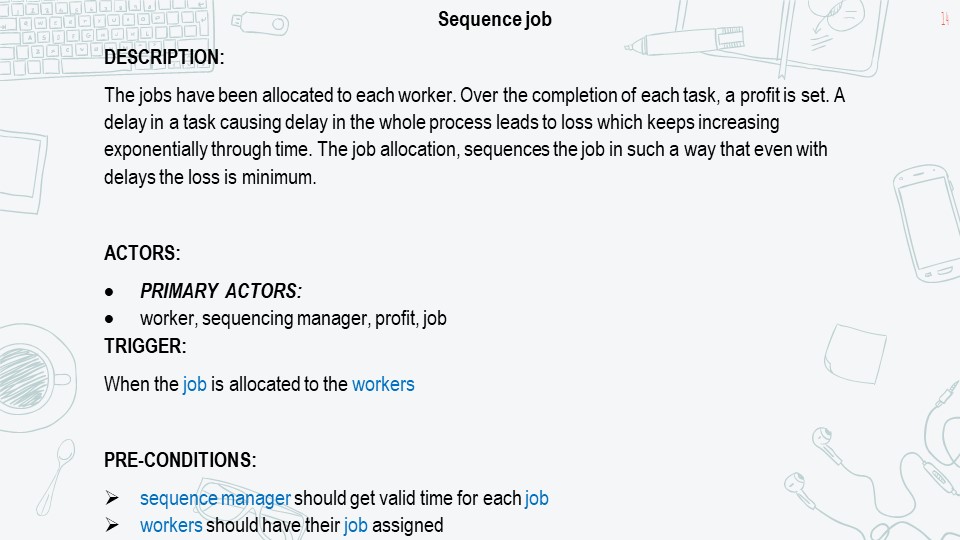 Sequence job
14
DESCRIPTION:
The jobs have been allocated to each worker. Over the completion of each task, a profit is set. A
delay in a task causing delay in the whole process leads to loss which keeps increasing
exponentially through time. The job allocation, sequences the job in such a way that even with
delays the loss is minimum.
ACTORS:
• PRIMARY ACTORS:
• worker, sequencing manager, profit, job
TRIGGER:
When the job is allocated to the workers
PRE-CONDITIONS:
➢ sequence manager should get valid time for each job
➢ workers should have their job assigned